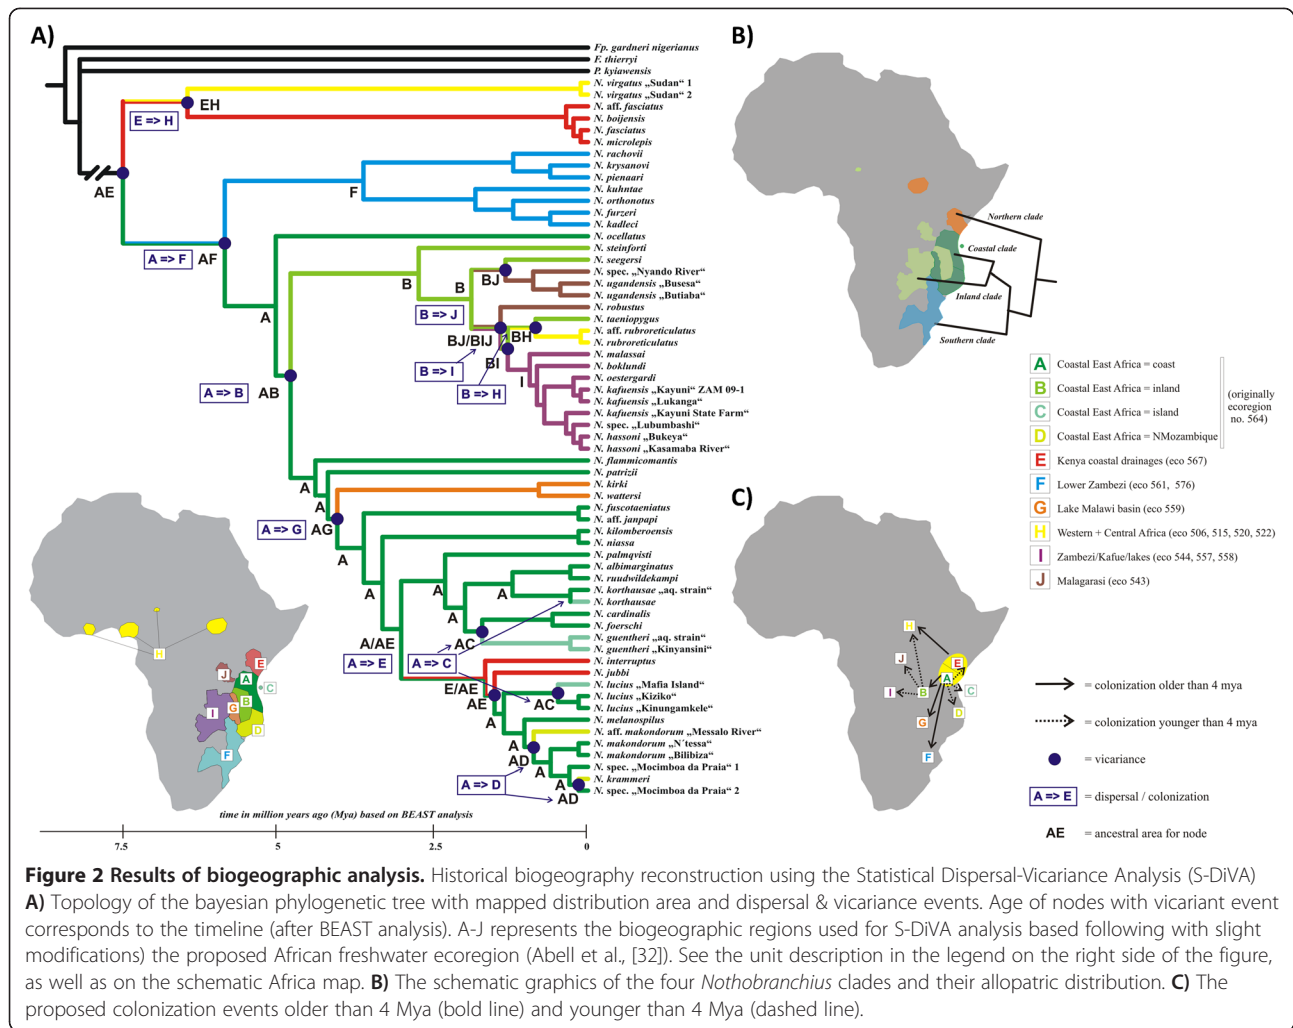 A)
Fp. gardneri nigerianus
F. thierryi
P. kyiawensis
N. virgatus „Sudan“ 1
N. virgatus „Sudan“ 2
N. aff. fasciatus
N. boijensis
N. fasciatus
N. microlepis
N. rachovii
N. krysanovi
N. pienaari
N. kuhntae
N. orthonotus
N. furzeri
N. kadleci
N. ocellatus
N. steinforti
N. seegersi
N. spec. „Nyando River“
N. ugandensis „Busesa“
N. ugandensis „Butiaba“
N. robustus
N. taeniopygus
N. aff. rubroreticulatus
N. rubroreticulatus
N. malassai
N. boklundi
N. oestergardi
N. kafuensis „Kayuni“ ZAM 09-1
N. kafuensis „Lukanga“
N. kafuensis „Kayuni State Farm“
N. spec. „Lubumbashi“
N. hassoni „Bukeya“
N. hassoni „Kasamaba River“
N. flammicomantis
N. patrizii
N. kirki
N. wattersi
N. fuscotaeniatus
N. aff. janpapi
N. kilomberoensis
N. niassa
N. palmqvisti
N. albimarginatus
N. ruudwildekampi
N. korthausae „aq. strain“
N. korthausae
N. cardinalis
N. foerschi
N. guentheri „aq. strain“
N. guentheri „Kinyansini“
N. interruptus
N. jubbi
N. lucius „Mafia Island“
N. lucius „Kiziko“
N. lucius „Kinungamkele“
N. melanospilus
N. aff. makondorum „Messalo River“
N. makondorum „N´tessa“
N. makondorum „Bilibiza“
N. spec. „Mocimboa da Praia“ 1
N. krammeri
N. spec. „Mocimboa da Praia“ 2
EH
E => H
AE
F
A => F
AF
A
B
B
BJ
B => J
BJ/BIJ
BH
BI
B => I
B => H
I
A => B
AB
A
A
A => G
AG
A
A
A
A
A
A
A
AC
A/AE
A => E
A => C
E/AE
AE
AC
A
A
AD
A
A => D
A
AD
H
E
J
A
C
B
I
G
D
F
time in million years ago (Mya) based on BEAST analysis
7.5
5
2.5
0
B)
Northern clade
Coastal clade
Inland clade
Southern clade
A Coastal East Africa = coast
B Coastal East Africa = inland
C Coastal East Africa = island
D Coastal East Africa = NMozambique
(originally
ecoregion
no. 564)
E Kenya coastal drainages (eco 567)
F Lower Zambezi (eco 561, 576)
G Lake Malawi basin (eco 559)
H Western + Central Africa (eco 506, 515, 520, 522)
I Zambezi/Kafue/lakes (eco 544, 557, 558)
J Malagarasi (eco 543)
C)
H
E
J
A
I
B
C
D
G
F
= colonization older than 4 mya
= colonization younger than 4 mya
= vicariance
A => E = dispersal / colonization
AE = ancestral area for node
Figure 2 Results of biogeographic analysis. Historical biogeography reconstruction using the Statistical Dispersal-Vicariance Analysis (S-DiVA)
A) Topology of the bayesian phylogenetic tree with mapped distribution area and dispersal & vicariance events. Age of nodes with vicariant event
corresponds to the timeline (after BEAST analysis). A-J represents the biogeographic regions used for S-DiVA analysis based following with slight
modifications) the proposed African freshwater ecoregion (Abell et al., [32]). See the unit description in the legend on the right side of the figure,
as well as on the schematic Africa map. B) The schematic graphics of the four Nothobranchius clades and their allopatric distribution. C) The
proposed colonization events older than 4 Mya (bold line) and younger than 4 Mya (dashed line).